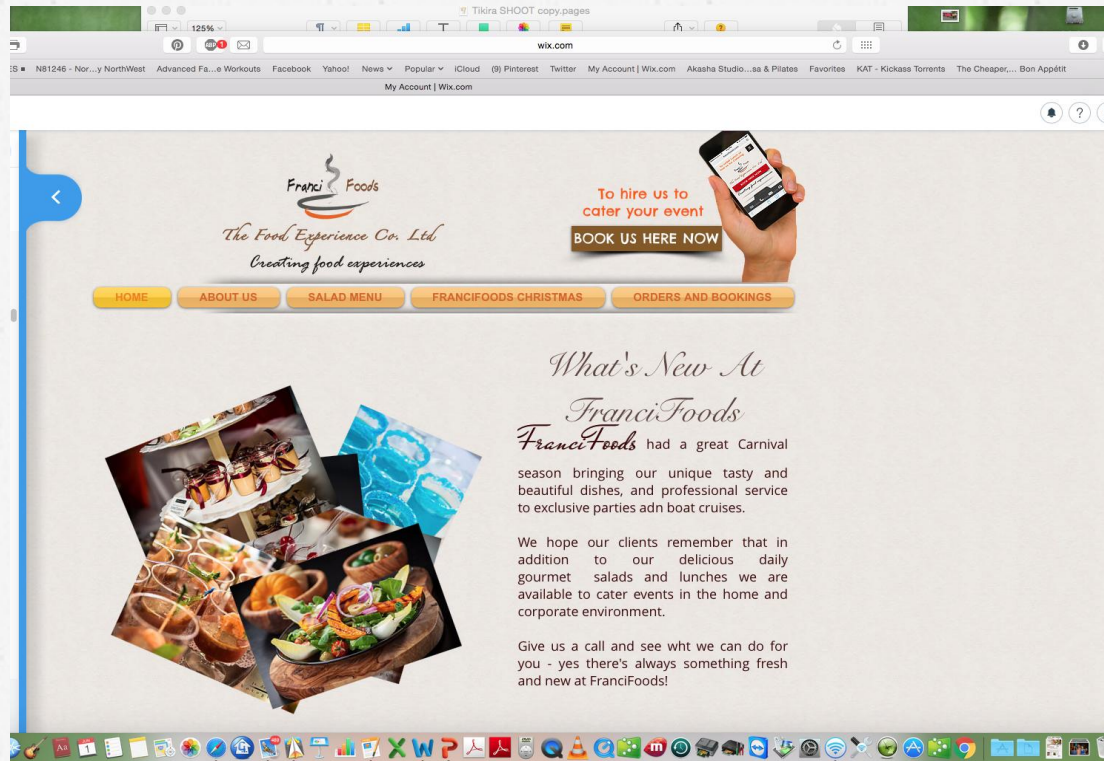 Tikira SHOOT copy.pages
125%
wix.com
ES N81246 - Nor...y NorthWest Advanced Fa...e Workouts Facebook Yahoo! News Popular iCloud (9) Pinterest Twitter My Account | Wix.com Akasha Studio...sa & Pilates Favorites KAT - Kickass Torrents The Cheaper,... Bon Appétit
My Account | Wix.com
Franci Foods
The Food Experience Co. Ltd
Creating food experiences
To hire us to
cater your event
BOOK US HERE NOW
HOME ABOUT US SALAD MENU FRANCIFOODS CHRISTMAS ORDERS AND BOOKINGS
What's New At
FranciFoods
FranciFoods had a great Carnival
season bringing our unique tasty and
beautiful dishes, and professional service
to exclusive parties adn boat cruises.
We hope our clients remember that in
addition to our delicious daily
gourmet salads and lunches we are
available to cater events in the home and
corporate environment.
Give us a call and see wht we can do for
you - yes there's always something fresh
and new at FranciFoods!